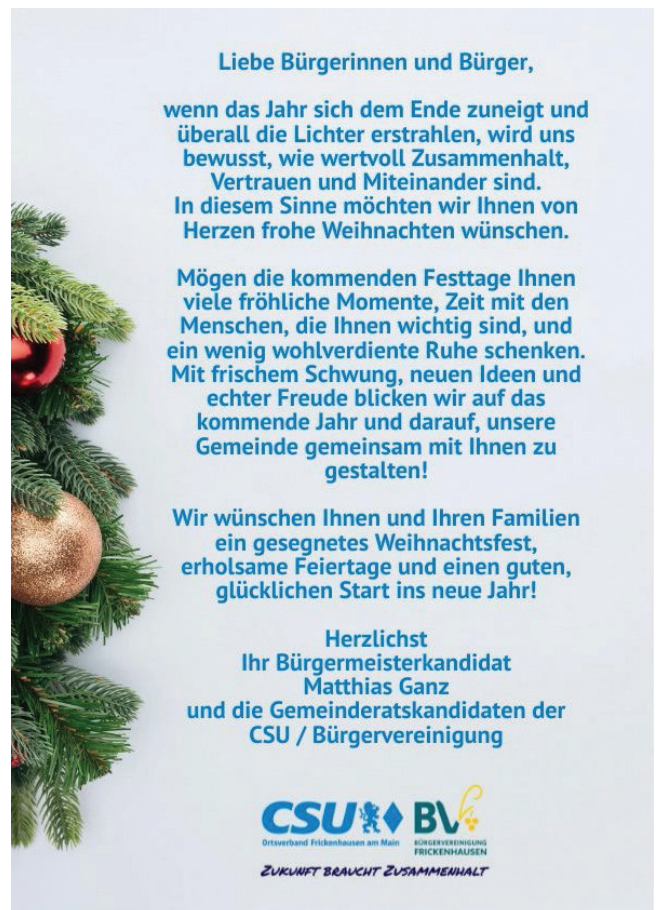 Liebe Bürgerinnen und Bürger,
wenn das Jahr sich dem Ende zuneigt und
überall die Lichter erstrahlen, wird uns
bewusst, wie wertvoll Zusammenhalt,
Vertrauen und Miteinander sind.
In diesem Sinne möchten wir Ihnen von
Herzen frohe Weihnachten wünschen.
Mögen die kommenden Festtage Ihnen
viele fröhliche Momente, Zeit mit den
Menschen, die Ihnen wichtig sind, und
ein wenig wohlverdiente Ruhe schenken.
Mit frischem Schwung, neuen Ideen und
echter Freude blicken wir auf das
kommende Jahr und darauf, unsere
Gemeinde gemeinsam mit Ihnen zu
gestalten!
Wir wünschen Ihnen und Ihren Familien
ein gesegnetes Weihnachtsfest,
erholsame Feiertage und einen guten,
glücklichen Start ins neue Jahr!
Herzlichst
Ihr Bürgermeisterkandidat
Matthias Ganz
und die Gemeinderatskandidaten der
CSU / Bürgervereinigung
CSU
Ortsverband Frickenhausen am Main
BV
BÜRGERVEREINIGUNG
FRICKENHAUSEN
ZUKUNFT BRAUCHT ZUSAMMENHALT